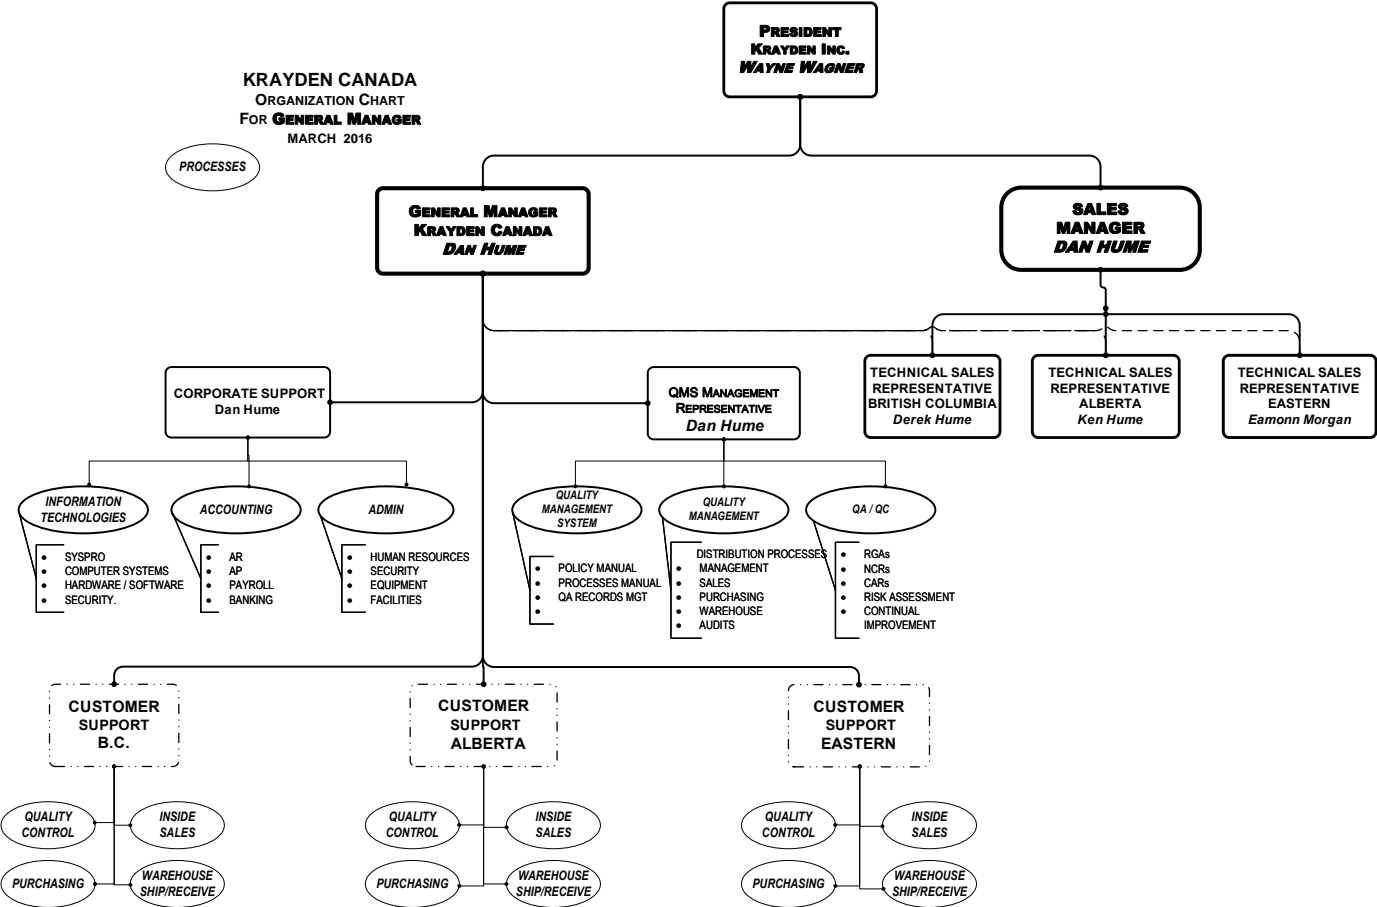 PRESIDENT
KRAYDEN INC.
WAYNE WAGNER
KRAYDEN CANADA
ORGANIZATION CHART
FOR GENERAL MANAGER
MARCH 2016
PROCESSES
GENERAL MANAGER
KRAYDEN CANADA
DAN HUME
SALES
MANAGER
DAN HUME
CORPORATE SUPPORT
Dan Hume
QMS MANAGEMENT
REPRESENTATIVE
Dan Hume
TECHNICAL SALES
REPRESENTATIVE
BRITISH COLUMBIA
Derek Hume
TECHNICAL SALES
REPRESENTATIVE
ALBERTA
Ken Hume
TECHNICAL SALES
REPRESENTATIVE
EASTERN
Eamonn Morgan
INFORMATION
TECHNOLOGIES
ACCOUNTING
ADMIN
QUALITY
MANAGEMENT
SYSTEM
QUALITY
MANAGEMENT
QA / QC
• SYSPRO
• COMPUTER SYSTEMS
• HARDWARE / SOFTWARE
• SECURITY.
• AR
• AP
• PAYROLL
• BANKING
• HUMAN RESOURCES
• SECURITY
• EQUIPMENT
• FACILITIES
• POLICY MANUAL
• PROCESSES MANUAL
• QA RECORDS MGT
•
DISTRIBUTION PROCESSES
• MANAGEMENT
• SALES
• PURCHASING
• WAREHOUSE
• AUDITS
• RGAs
• NCRs
• CARs
• RISK ASSESSMENT
• CONTINUAL
IMPROVEMENT
CUSTOMER
SUPPORT
B.C.
CUSTOMER
SUPPORT
ALBERTA
CUSTOMER
SUPPORT
EASTERN
QUALITY
CONTROL
INSIDE
SALES
PURCHASING
WAREHOUSE
SHIP/RECEIVE
QUALITY
CONTROL
INSIDE
SALES
PURCHASING
WAREHOUSE
SHIP/RECEIVE
QUALITY
CONTROL
INSIDE
SALES
PURCHASING
WAREHOUSE
SHIP/RECEIVE